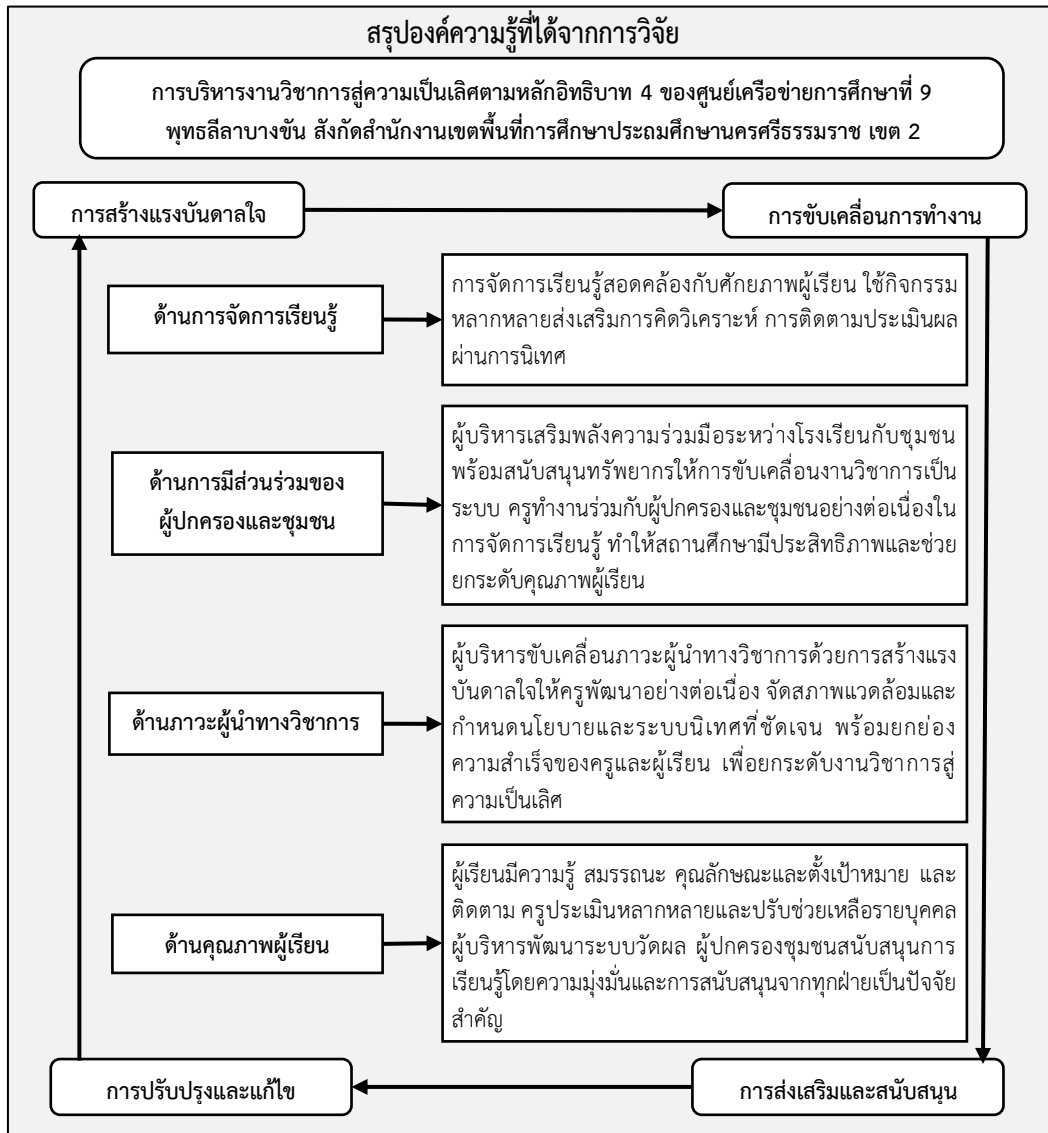 สรุปองค์ความรู้ที่ได้จากการวิจัย
การบริหารงานวิชาการสู่ความเป็นเลิศตามหลักอิทธิบาท 4 ของศูนย์เครือข่ายการศึกษาที่ 9
พุทธลีลาบางขัน สังกัดสำนักงานเขตพื้นที่การศึกษาประถมศึกษานครศรีธรรมราช เขต 2
การสร้างแรงบันดาลใจ
การขับเคลื่อนการทำงาน
ด้านการจัดการเรียนรู้
การจัดการเรียนรู้สอดคล้องกับศักยภาพผู้เรียน ใช้กิจกรรม
หลากหลายส่งเสริมการคิดวิเคราะห์ การติดตามประเมินผล
ผ่านการนิเทศ
ด้านการมีส่วนร่วมของ
ผู้ปกครองและชุมชน
ผู้บริหารเสริมพลังความร่วมมือระหว่างโรงเรียนกับชุมชน
พร้อมสนับสนุนทรัพยากรให้การขับเคลื่อนงานวิชาการเป็น
ระบบ ครูทำงานร่วมกับผู้ปกครองและชุมชนอย่างต่อเนื่องใน
การจัดการเรียนรู้ ทำให้สถานศึกษามีประสิทธิภาพและช่วย
ยกระดับคุณภาพผู้เรียน
ด้านภาวะผู้นำทางวิชาการ
ผู้บริหารขับเคลื่อนภาวะผู้นำทางวิชาการด้วยการสร้างแรง
บันดาลใจให้ครูพัฒนาอย่างต่อเนื่อง จัดสภาพแวดล้อมและ
กำหนดนโยบายและระบบนิเทศที่ชัดเจน พร้อมยกย่อง
ความสำเร็จของครูและผู้เรียน เพื่อยกระดับงานวิชาการสู่
ความเป็นเลิศ
ด้านคุณภาพผู้เรียน
ผู้เรียนมีความรู้ สมรรถนะ คุณลักษณะและตั้งเป้าหมาย และ
ติดตาม ครูประเมินหลากหลายและปรับช่วยเหลือรายบุคคล
ผู้บริหารพัฒนาระบบวัดผล ผู้ปกครองชุมชนสนับสนุนการ
เรียนรู้โดยความมุ่งมั่นและการสนับสนุนจากทุกฝ่ายเป็นปัจจัย
สำคัญ
การปรับปรุงและแก้ไข
การส่งเสริมและสนับสนุน